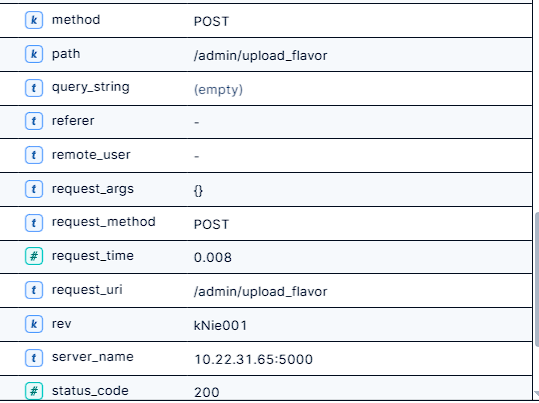 k method POST
k path /admin/upload_flavor
t query_string (empty)
t referer -
t remote_user -
t request_args {}
t request_method POST
# request_time 0.008
t request_uri /admin/upload_flavor
k rev kNie001
t server_name 10.22.31.65:5000
# status_code 200